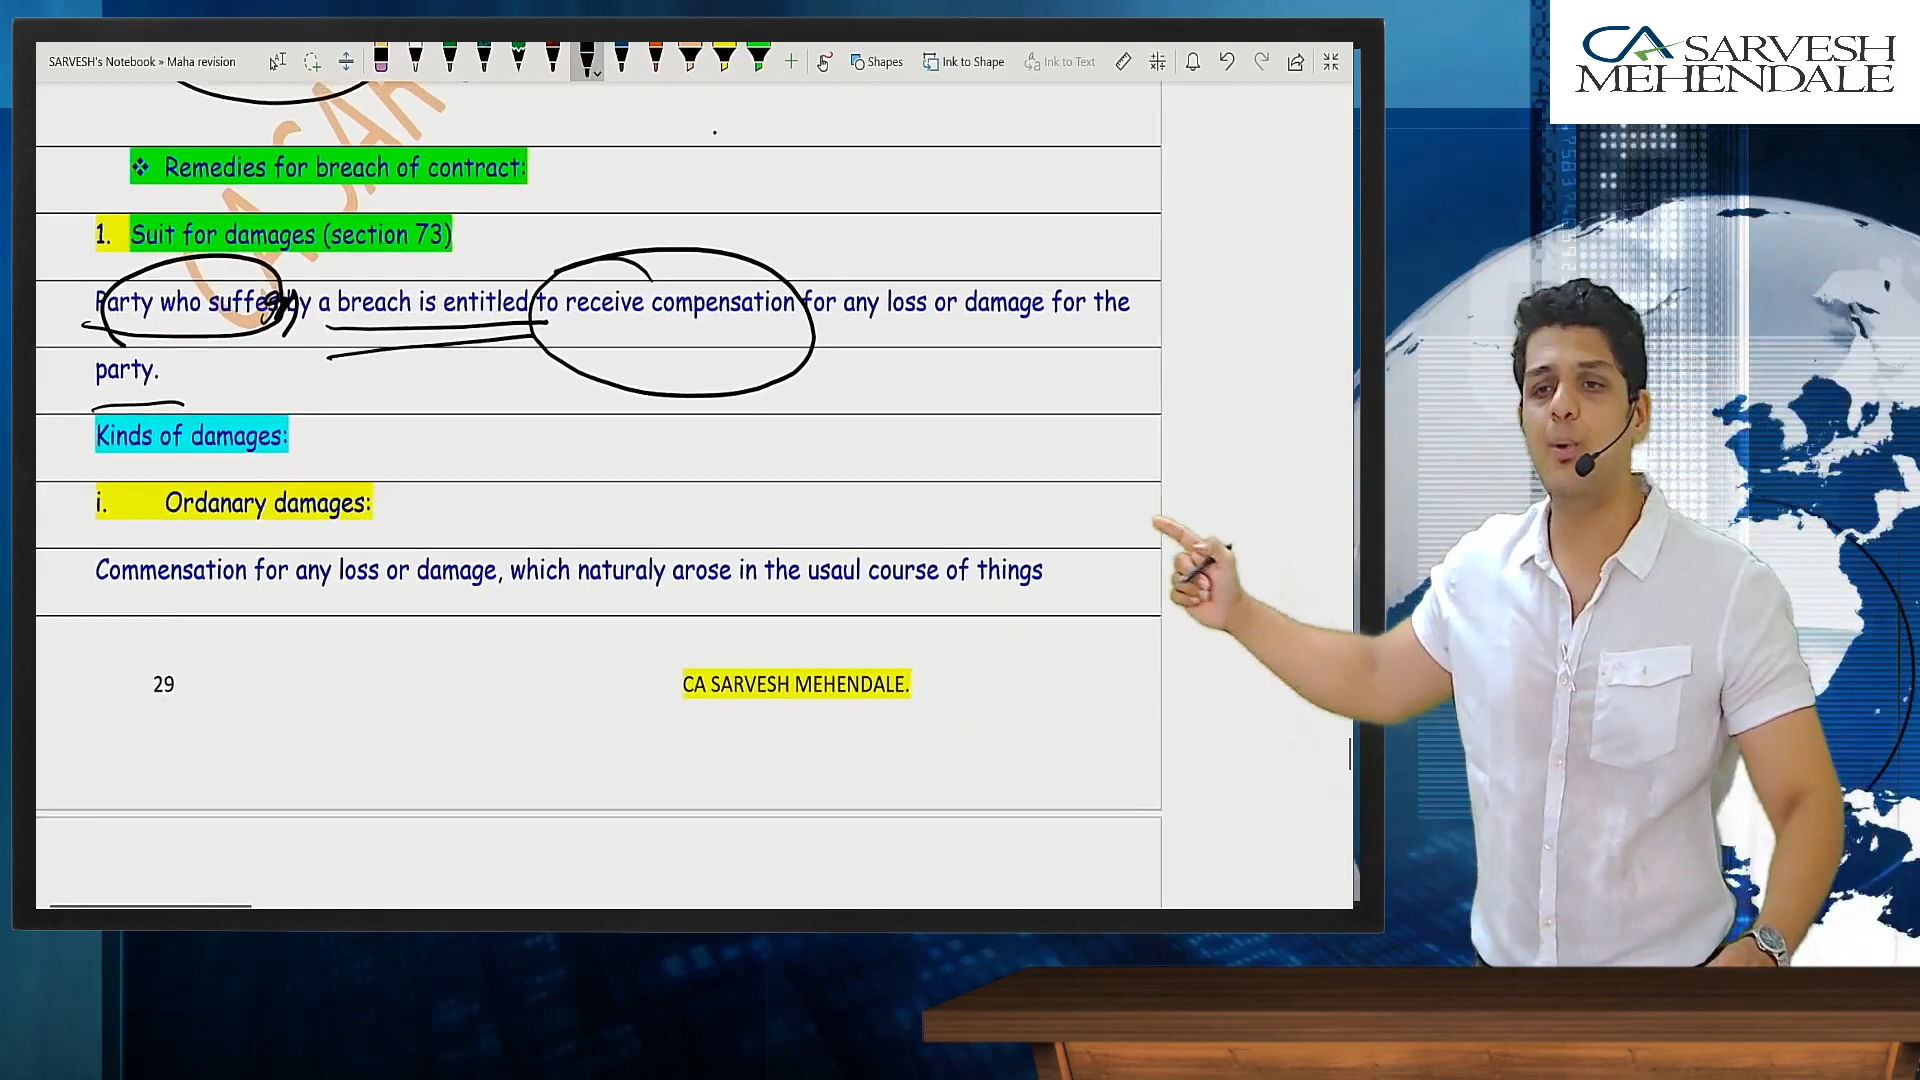 SARVESH's Notebook » Maha revision
Shapes
Ink to Shape
Ink to Text
CA SARVESH
MEHENDALE
CA SAR
❖ Remedies for breach of contract:
1. Suit for damages (section 73)
Party who suffes by a breach is entitled to receive compensation for any loss or damage for the
party.
Kinds of damages:
i. Ordanary damages:
Commensation for any loss or damage, which naturaly arose in the usaul course of things
29
CA SARVESH MEHENDALE.